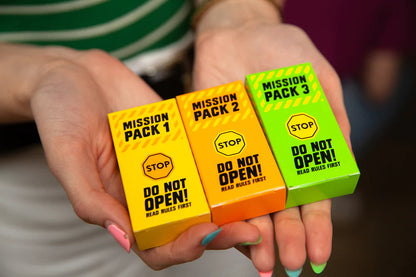 MISSION
PACK 1
STOP
DO NOT
OPEN!
READ RULES FIRST
MISSION
PACK 2
STOP
DO NOT
OPEN!
READ RULES FIRST
MISSION
PACK 3
STOP
DO NOT
OPEN!
READ RULES FIRST